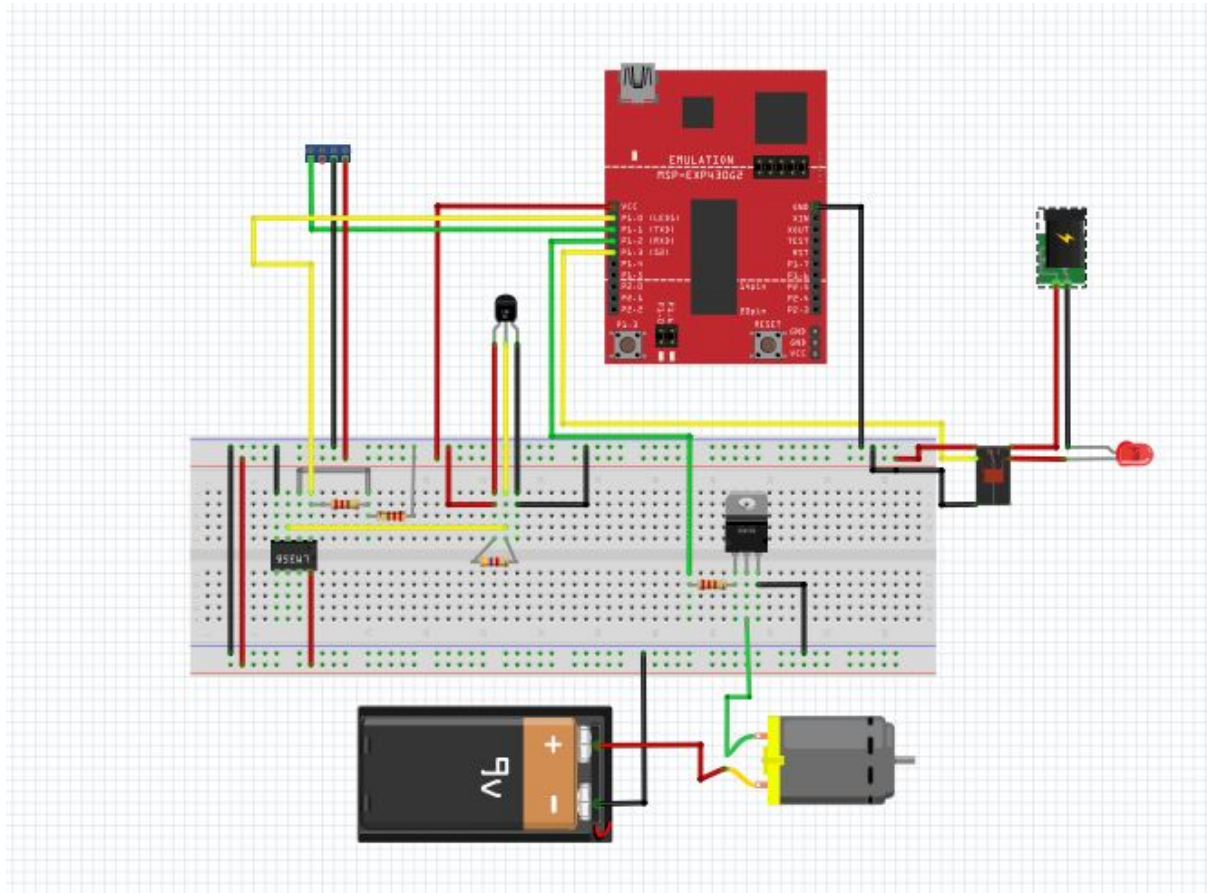 EMULATION
MSP-EXP430G2
VCC
P1.0 (LED1)
P1.1 (TXD)
P1.2 (RXD)
P1.3 (S2)
P1.4
P1.5
P2.0
P2.1
P2.2
GND
XIN
XOUT
TEST
RST
P1.7
P1.6
P2.5
P2.4
P2.3
14pin
20pin
P1.3
RESET
GND
GND
VCC
LM358
+
-
9V